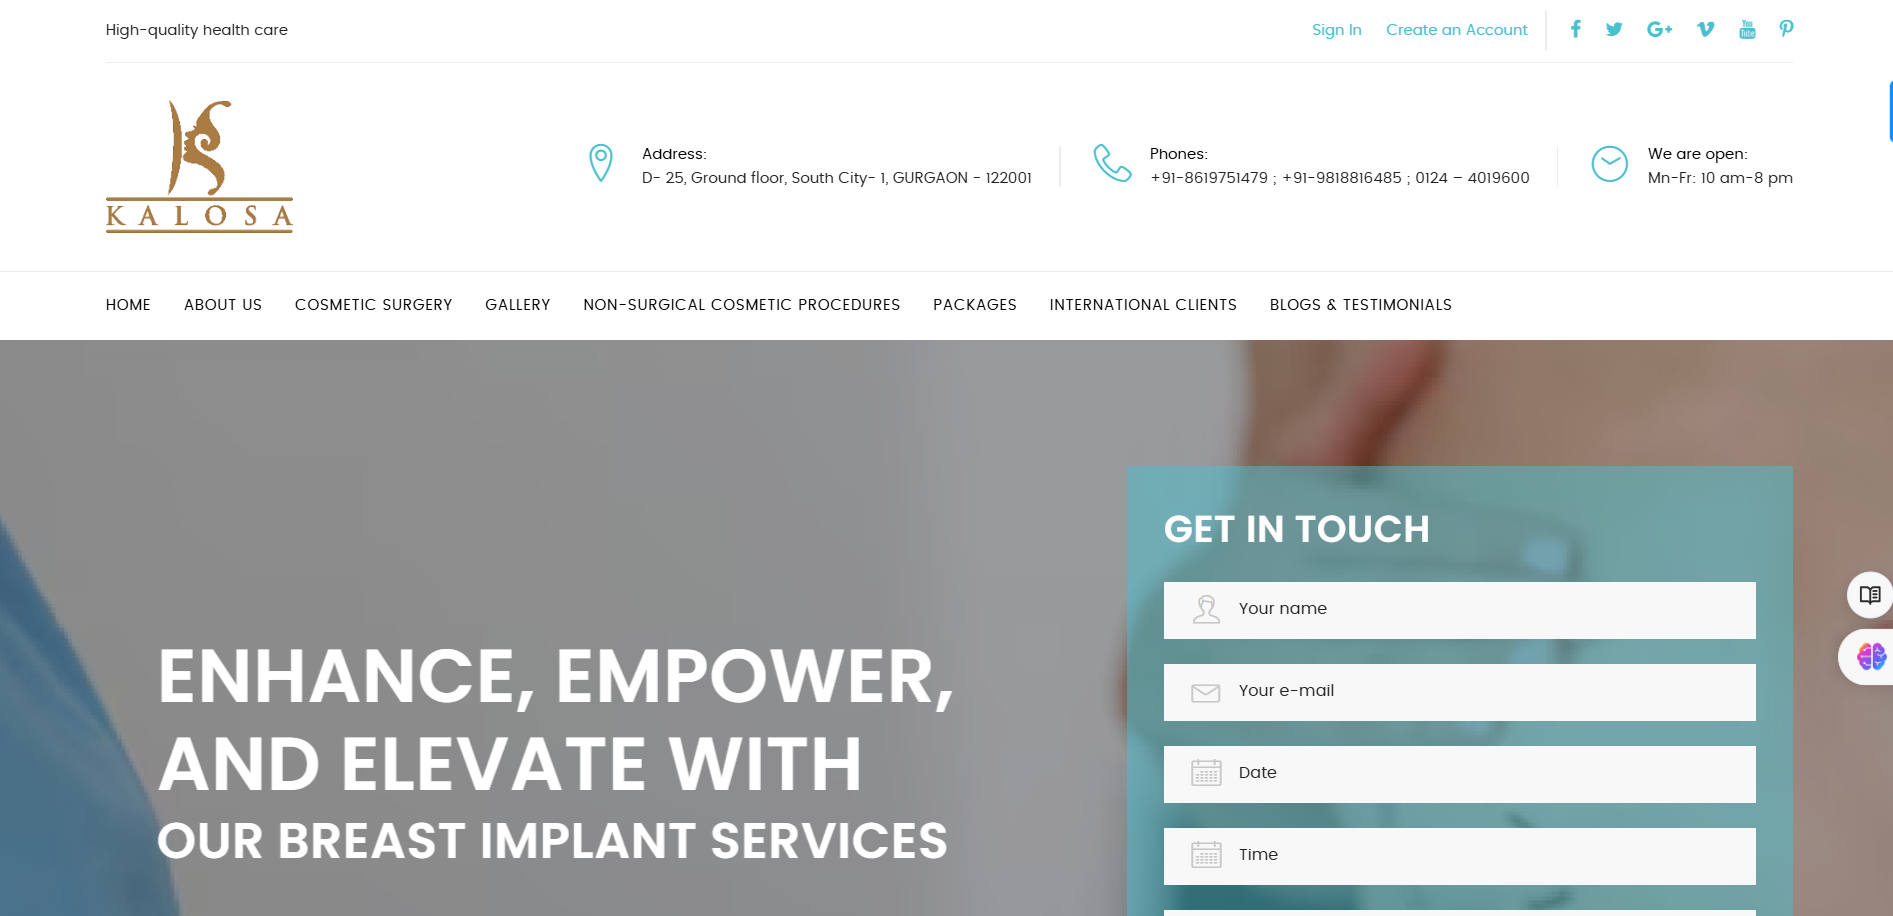 High-quality health care
Sign In
Create an Account
KALOSA
Address:
D- 25, Ground floor, South City- 1, GURGAON - 122001
Phones:
+91-8619751479 ; +91-9818816485 ; 0124 – 4019600
We are open:
Mn-Fr: 10 am-8 pm
HOME
ABOUT US
COSMETIC SURGERY
GALLERY
NON-SURGICAL COSMETIC PROCEDURES
PACKAGES
INTERNATIONAL CLIENTS
BLOGS & TESTIMONIALS
ENHANCE, EMPOWER,
AND ELEVATE WITH
OUR BREAST IMPLANT SERVICES
GET IN TOUCH
Your name
Your e-mail
Date
Time